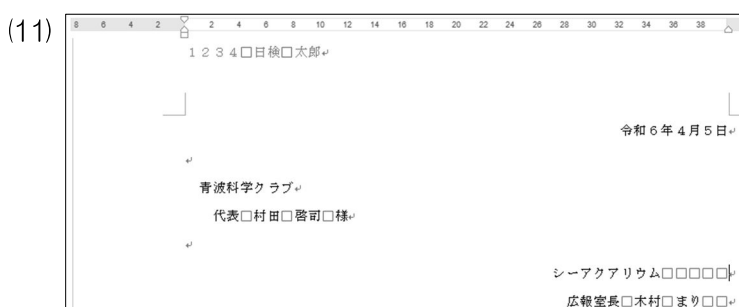 (11)
8 6 4 2 2 4 6 8 10 12 14 16 18 20 22 24 26 28 30 32 34 36 38
１２３４□日検□太郎↵
令和６年４月５日↵
↵
青波科学クラブ↵
代表□村田□啓司□様↵
↵
シーアクアリウム□□□□□↵
広報室長□木村□まり□□↵